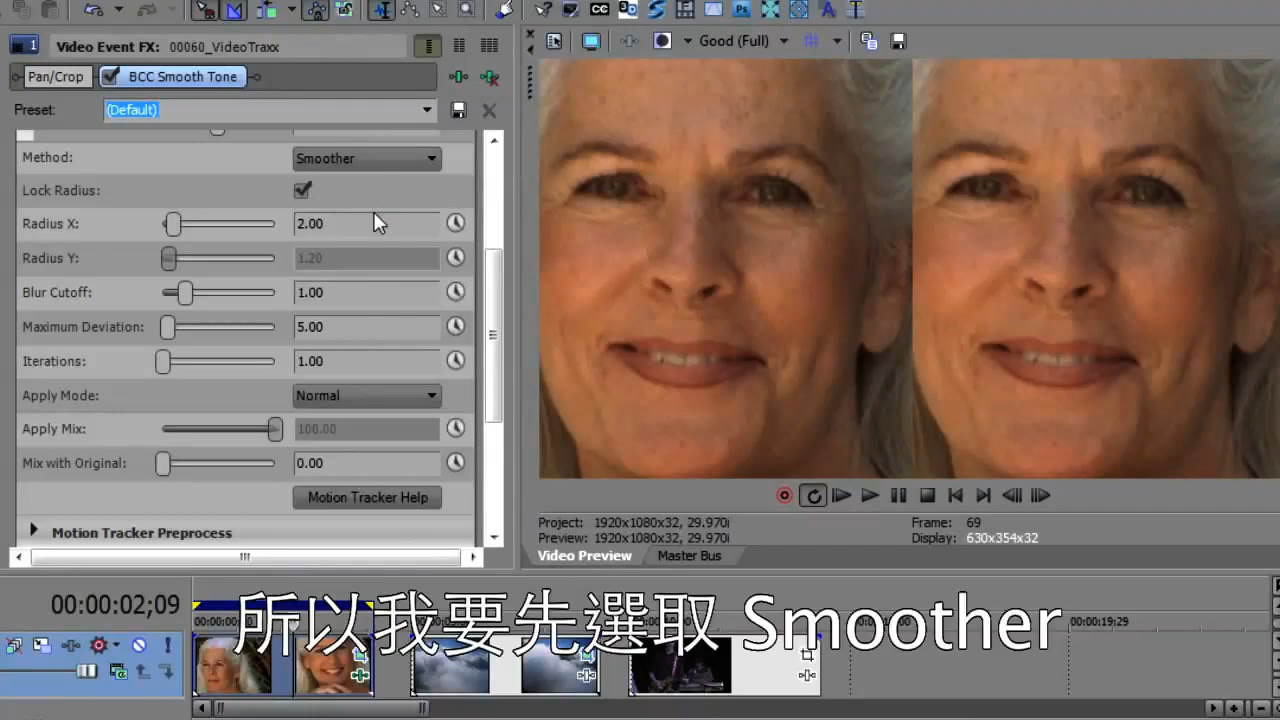 CC
1
Video Event FX: 00060_VideoTraxx
Good (Full)
Pan/Crop
BCC Smooth Tone
Preset:
(Default)
Method:
Smoother
Lock Radius:
Radius X:
2.00
Radius Y:
1.20
Blur Cutoff:
1.00
Maximum Deviation:
5.00
Iterations:
1.00
Apply Mode:
Normal
Apply Mix:
100.00
Mix with Original:
0.00
Motion Tracker Help
Motion Tracker Preprocess
Project: 1920x1080x32, 29.970i
Preview: 1920x1080x32, 29.970i
Frame: 69
Display: 630x354x32
Video Preview
Master Bus
00:00:02;09
00:00:19;29
所以我要先選取 Smoother